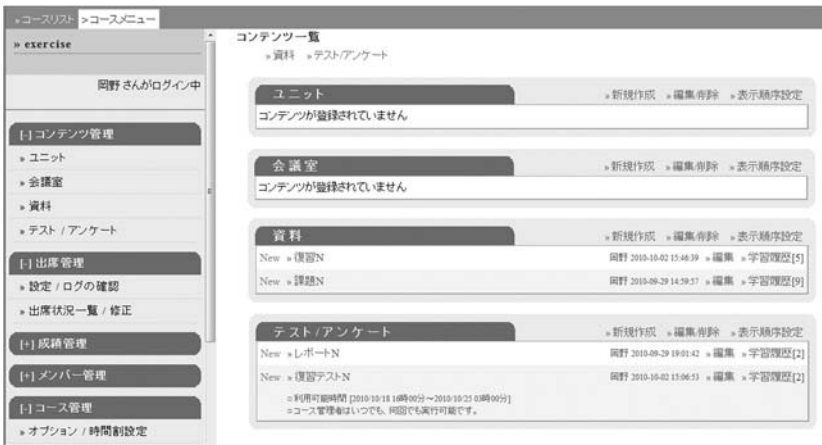 »コースリスト >コースメニュー
» exercise
岡野 さんがログイン中
[-] コンテンツ管理
» ユニット
» 会議室
» 資料
» テスト / アンケート
[-] 出席管理
» 設定 / ログの確認
» 出席状況一覧 / 修正
[+] 成績管理
[+] メンバー管理
[-] コース管理
» オプション / 時間割設定
コンテンツ一覧
» 資料 » テスト/アンケート
ユニット » 新規作成 » 編集/削除 » 表示順序設定
コンテンツが登録されていません
会議室 » 新規作成 » 編集/削除 » 表示順序設定
コンテンツが登録されていません
資料 » 新規作成 » 編集/削除 » 表示順序設定
New » 復習N 岡野 2010-10-02 15:46:39 » 編集 » 学習履歴[5]
New » 課題N 岡野 2010-09-29 14:59:57 » 編集 » 学習履歴[9]
テスト/アンケート » 新規作成 » 編集/削除 » 表示順序設定
New » レポートN 岡野 2010-09-29 19:01:42 » 編集 » 学習履歴[2]
New » 復習テストN 岡野 2010-10-02 15:06:53 » 編集 » 学習履歴[2]
□利用可能時間 [2010/10/18 16時00分~2010/10/25 03時00分]
□コース管理者はいつでも、何回でも実行可能です。